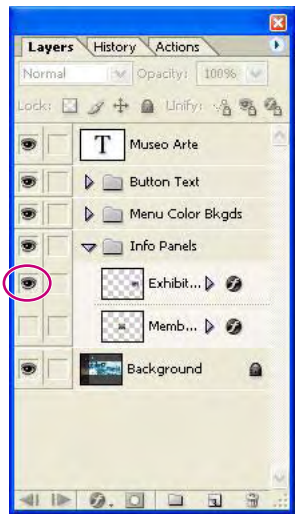 Layers History Actions
Normal Opacity: 100%
Lock: Unify:
T Museo Arte
Button Text
Menu Color Bkgds
Info Panels
Exhibit...
Memb...
Background